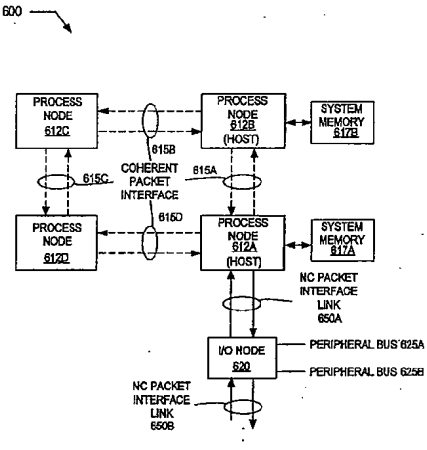 600
PROCESS
NODE
612C
PROCESS
NODE
612B
(HOST)
SYSTEM
MEMORY
617B
615B
615C
COHERENT
PACKET
INTERFACE
615A
615D
PROCESS
NODE
612D
PROCESS
NODE
612A
(HOST)
SYSTEM
MEMORY
617A
NC PACKET
INTERFACE
LINK
650A
I/O NODE
620
PERIPHERAL BUS 625A
PERIPHERAL BUS 625B
NC PACKET
INTERFACE
LINK
650B